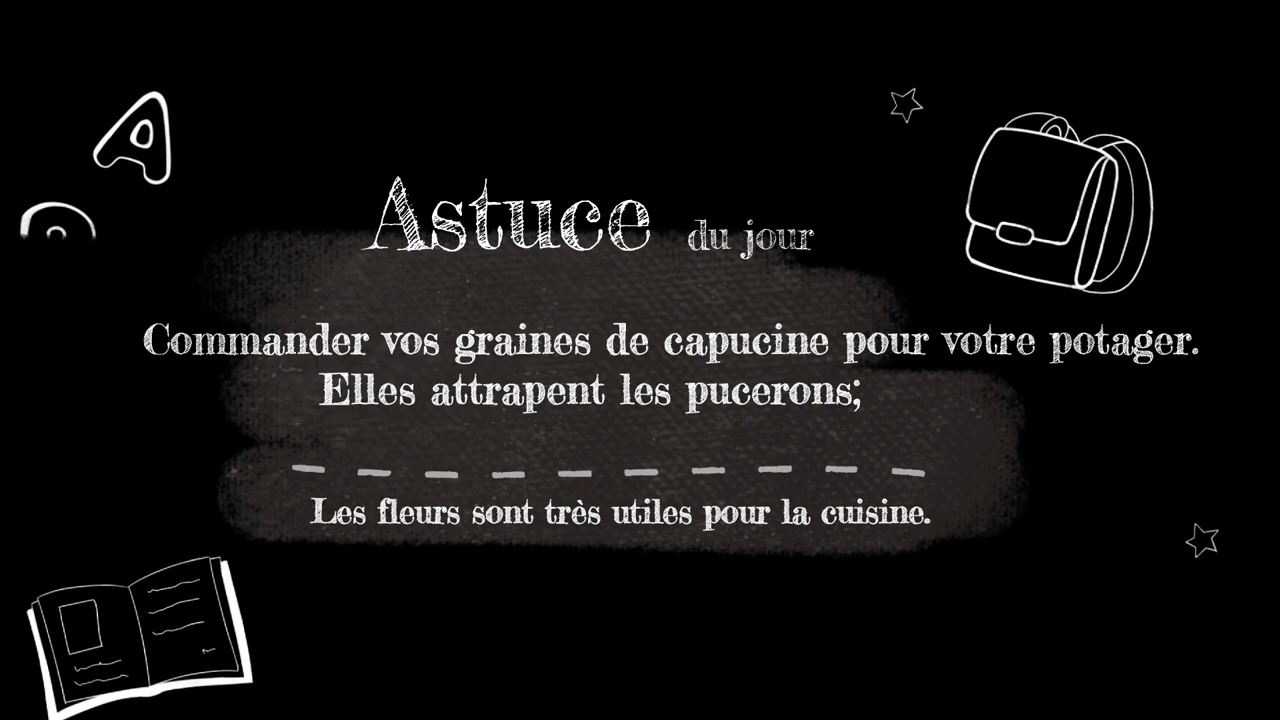 A
Astuce du jour
Commander vos graines de capucine pour votre potager.
Elles attrapent les pucerons;
Les fleurs sont très utiles pour la cuisine.